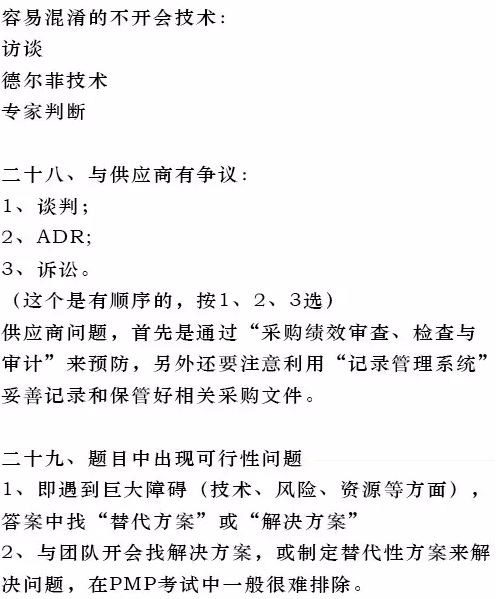 容易混淆的不开会技术：
访谈
德尔菲技术
专家判断
二十八、与供应商有争议：
1、谈判；
2、ADR;
3、诉讼。
（这个是有顺序的，按1、2、3选）
供应商问题，首先是通过“采购绩效审查、检查与
审计”来预防，另外还要注意利用“记录管理系统”
妥善记录和保管好相关采购文件。
二十九、题目中出现可行性问题
1、即遇到巨大障碍（技术、风险、资源等方面），
答案中找“替代方案”或“解决方案”
2、与团队开会找解决方案，或制定替代性方案来解
决问题，在PMP考试中一般很难排除。